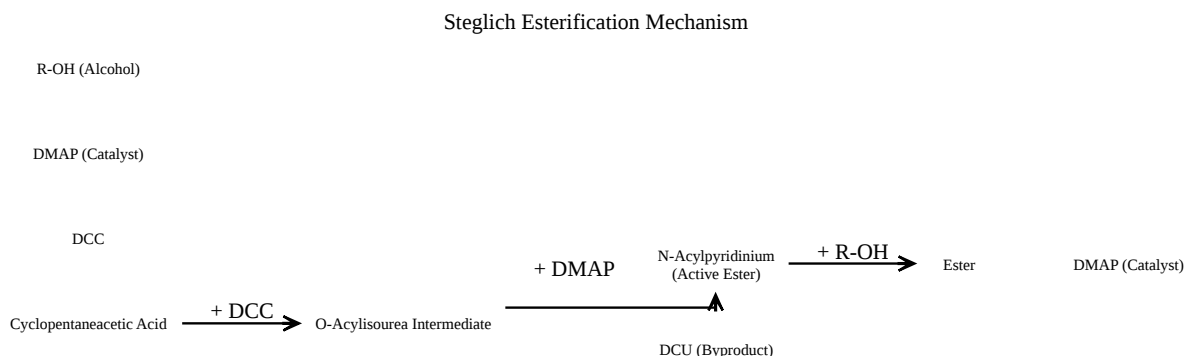 Steglich Esterification Mechanism
R-OH (Alcohol)
DMAP (Catalyst)
DCC
Cyclopentaneacetic Acid
+ DCC
O-Acylisourea Intermediate
+ DMAP
N-Acylpyridinium
(Active Ester)
DCU (Byproduct)
+ R-OH
Ester
DMAP (Catalyst)